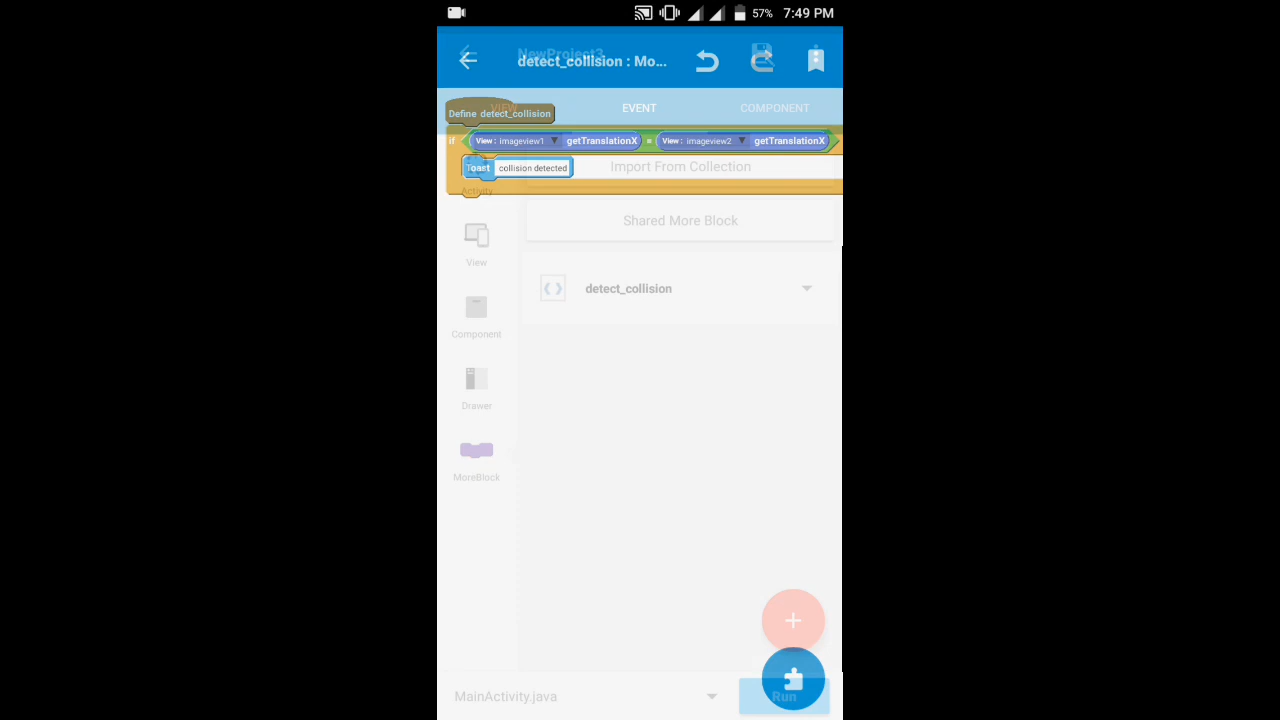 57% 7:49 PM
NewProject3
detect_collision : Mo...
VIEW EVENT COMPONENT
Define detect_collision
if View : imageview1 getTranslationX = View : imageview2 getTranslationX
Toast collision detected
Import From Collection
Activity
Shared More Block
View
detect_collision
Component
Drawer
MoreBlock
MainActivity.java
Run